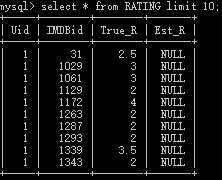 mysql> select * from RATING limit 10;
| Uid | IMDBid | True_R | Est_R |
| 1 | 31 | 2.5 | NULL |
| 1 | 1029 | 3 | NULL |
| 1 | 1061 | 3 | NULL |
| 1 | 1129 | 2 | NULL |
| 1 | 1172 | 4 | NULL |
| 1 | 1263 | 2 | NULL |
| 1 | 1287 | 2 | NULL |
| 1 | 1293 | 2 | NULL |
| 1 | 1339 | 3.5 | NULL |
| 1 | 1343 | 2 | NULL |